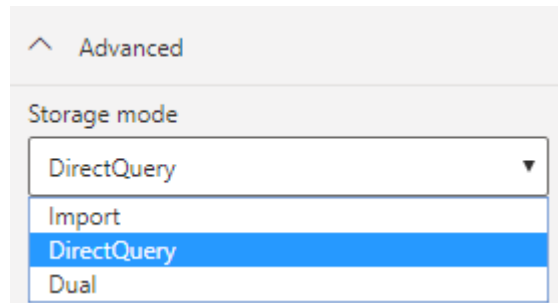 Advanced
Storage mode
DirectQuery
Import
DirectQuery
Dual